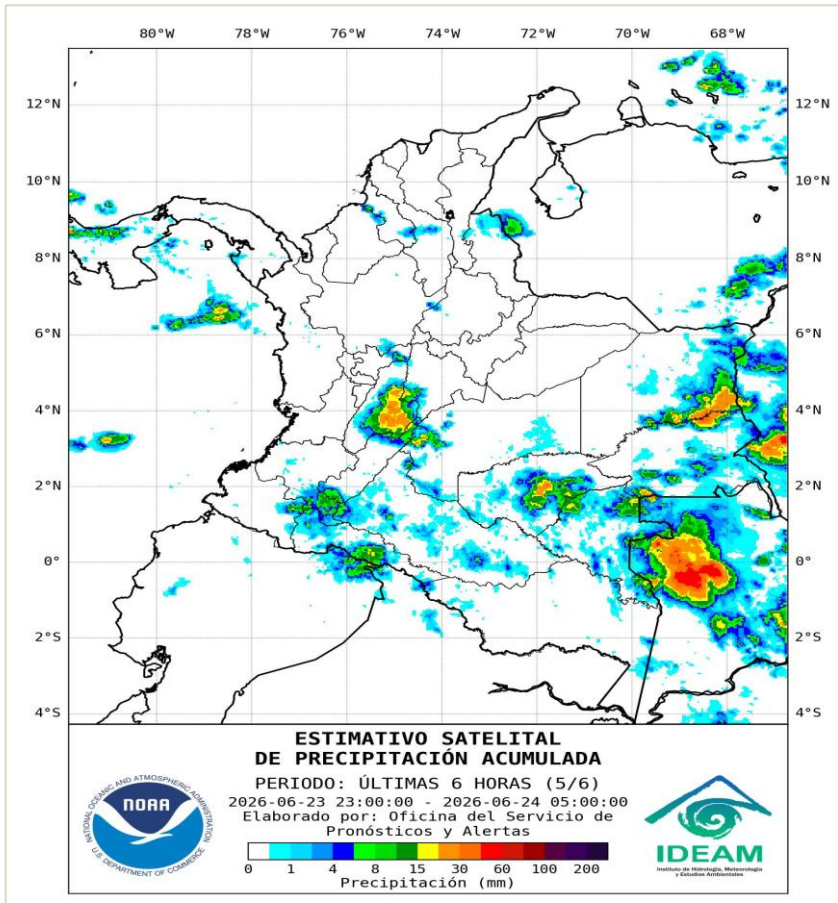 80°W 78°W 76°W 74°W 72°W 70°W 68°W
12°N 12°N
10°N 10°N
8°N 8°N
6°N 6°N
4°N 4°N
2°N 2°N
0° 0°
2°S 2°S
4°S 4°S
ESTIMATIVO SATELITAL
DE PRECIPITACIÓN ACUMULADA
PERIODO: ÚLTIMAS 6 HORAS (5/6)
2026-06-23 23:00:00 - 2026-06-24 05:00:00
Elaborado por: Oficina del Servicio de
Pronósticos y Alertas
0 1 4 8 15 30 60 100 200
Precipitación (mm)
NATIONAL OCEANIC AND ATMOSPHERIC ADMINISTRATION
NOAA
U.S. DEPARTMENT OF COMMERCE
IDEAM
Instituto de Hidrología, Meteorología
y Estudios Ambientales